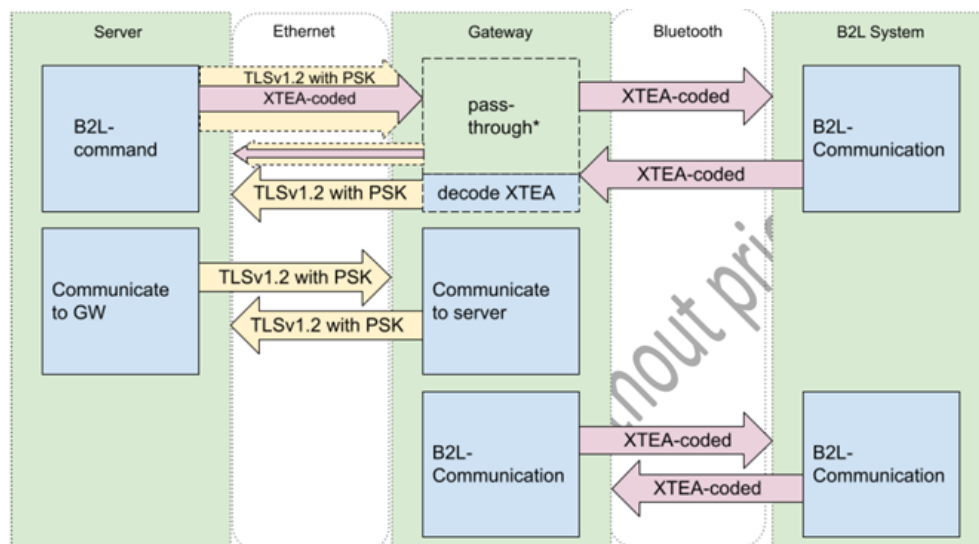 Server
Ethernet
Gateway
Bluetooth
B2L System
TLSv1.2 with PSK
XTEA-coded
B2L-
command
pass-
through*
XTEA-coded
B2L-
Communication
XTEA-coded
TLSv1.2 with PSK
decode XTEA
Communicate
to GW
TLSv1.2 with PSK
TLSv1.2 with PSK
Communicate
to server
B2L-
Communication
XTEA-coded
XTEA-coded
B2L-
Communication